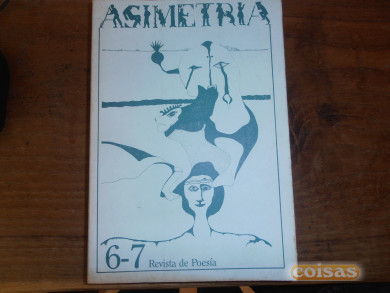 ASIMETRIA
6-7 Revista de Poesía
coisas